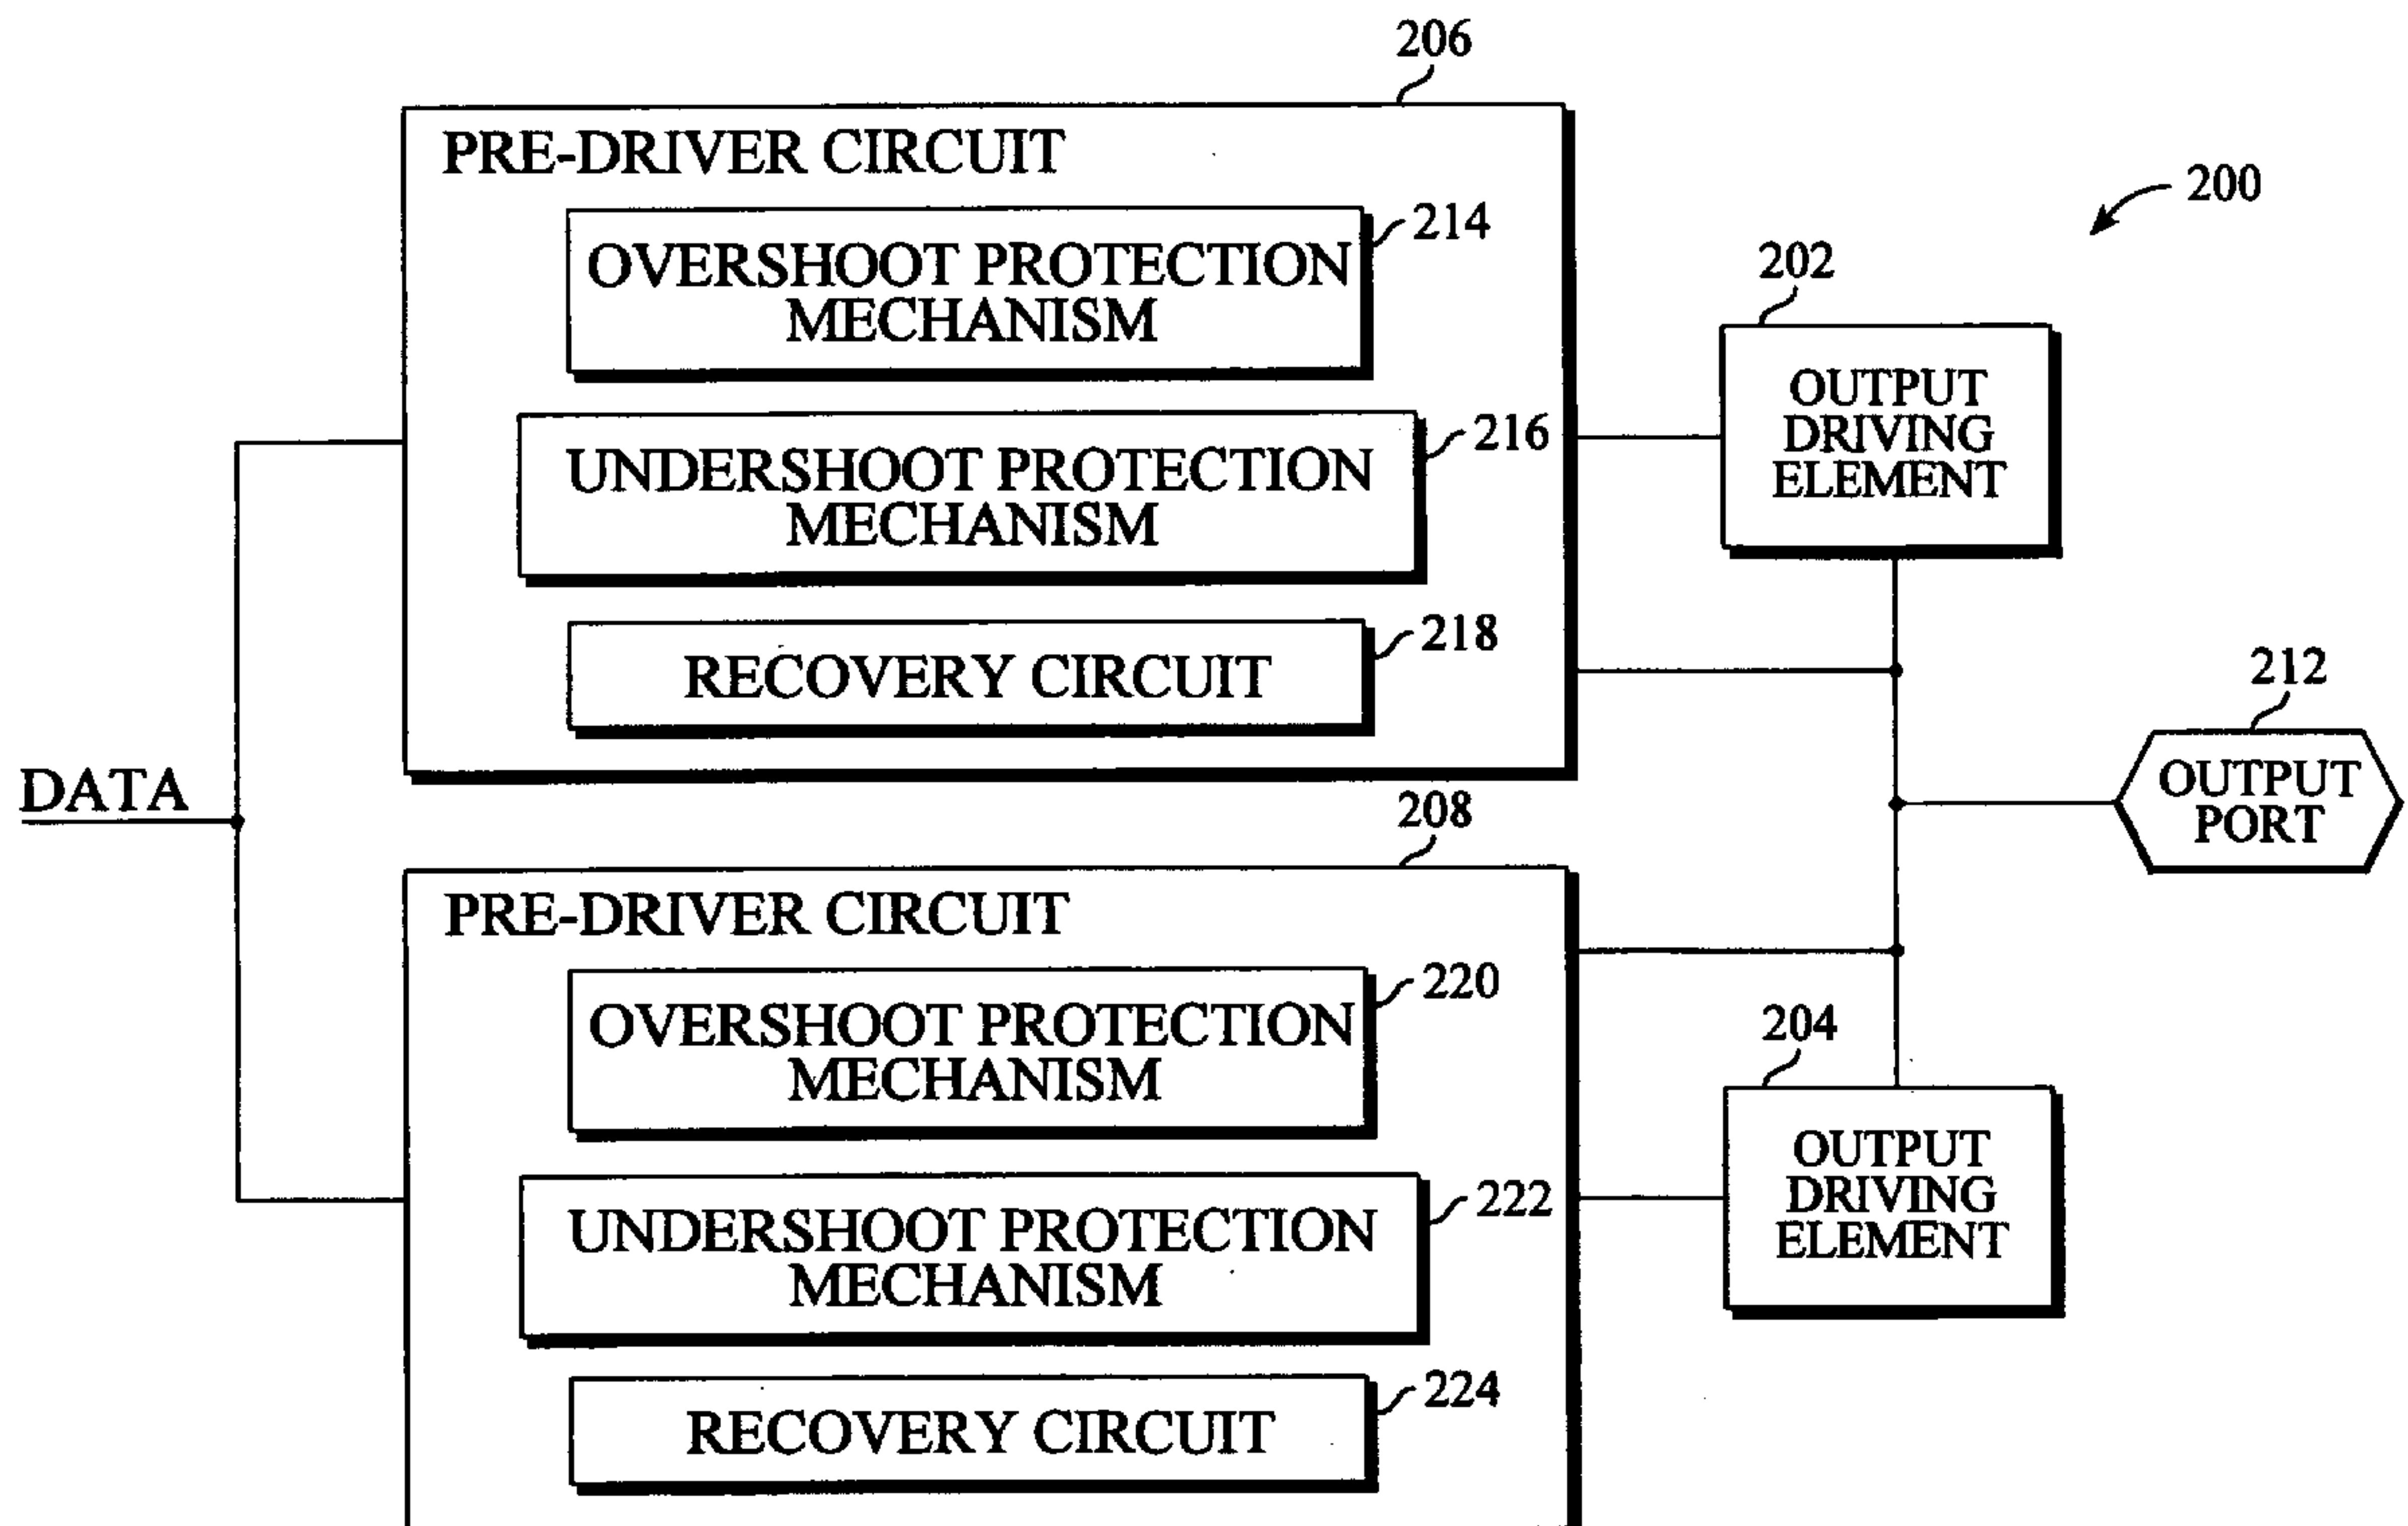 206
PRE-DRIVER CIRCUIT
200
214
OVERSHOOT PROTECTION
MECHANISM
202
OUTPUT
DRIVING
ELEMENT
216
UNDERSHOOT PROTECTION
MECHANISM
218
RECOVERY CIRCUIT
212
OUTPUT
PORT
DATA
208
PRE-DRIVER CIRCUIT
220
OVERSHOOT PROTECTION
MECHANISM
204
OUTPUT
DRIVING
ELEMENT
222
UNDERSHOOT PROTECTION
MECHANISM
224
RECOVERY CIRCUIT